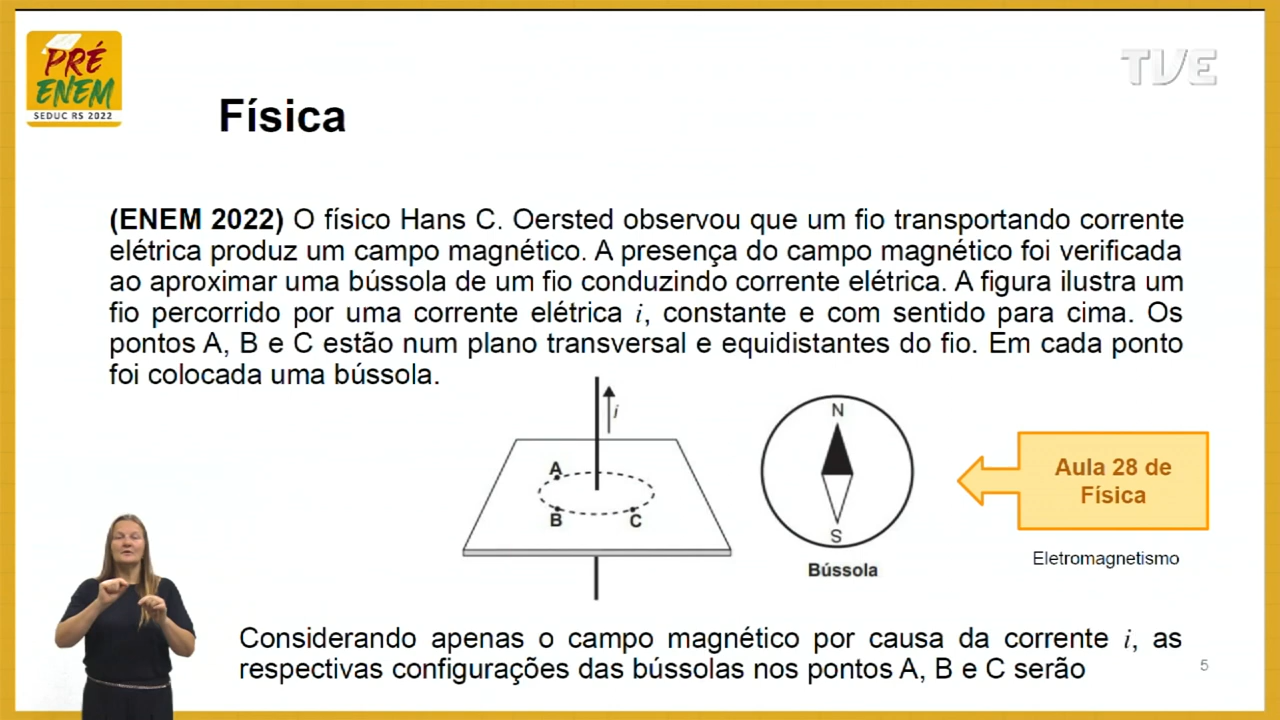 PRÉ
ENEM
SEDUC RS 2022
TVE
Física
(ENEM 2022) O físico Hans C. Oersted observou que um fio transportando corrente
elétrica produz um campo magnético. A presença do campo magnético foi verificada
ao aproximar uma bússola de um fio conduzindo corrente elétrica. A figura ilustra um
fio percorrido por uma corrente elétrica i, constante e com sentido para cima. Os
pontos A, B e C estão num plano transversal e equidistantes do fio. Em cada ponto
foi colocada uma bússola.
i
A
B
C
N
S
Bússola
Aula 28 de
Física
Eletromagnetismo
Considerando apenas o campo magnético por causa da corrente i, as
respectivas configurações das bússolas nos pontos A, B e C serão
5